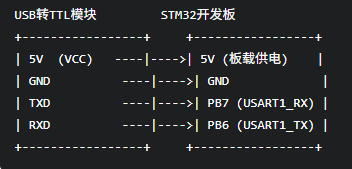 USB转TTL模块 STM32开发板
+----------------+ +----------------+
| 5V (VCC) ----|---->| 5V (板载供电) |
| GND ----|---->| GND |
| TXD ----|---->| PB7 (USART1_RX) |
| RXD ----|---->| PB6 (USART1_TX) |
+----------------+ +----------------+